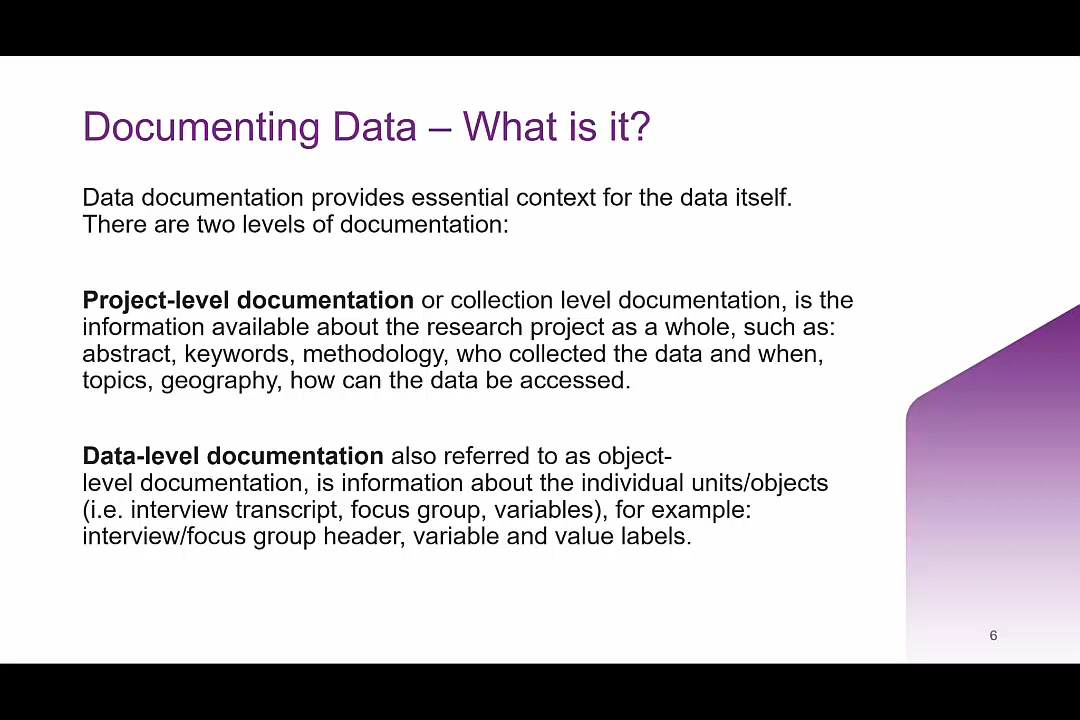 Documenting Data – What is it?
Data documentation provides essential context for the data itself.
There are two levels of documentation:
Project-level documentation or collection level documentation, is the
information available about the research project as a whole, such as:
abstract, keywords, methodology, who collected the data and when,
topics, geography, how can the data be accessed.
Data-level documentation also referred to as object-
level documentation, is information about the individual units/objects
(i.e. interview transcript, focus group, variables), for example:
interview/focus group header, variable and value labels.
6